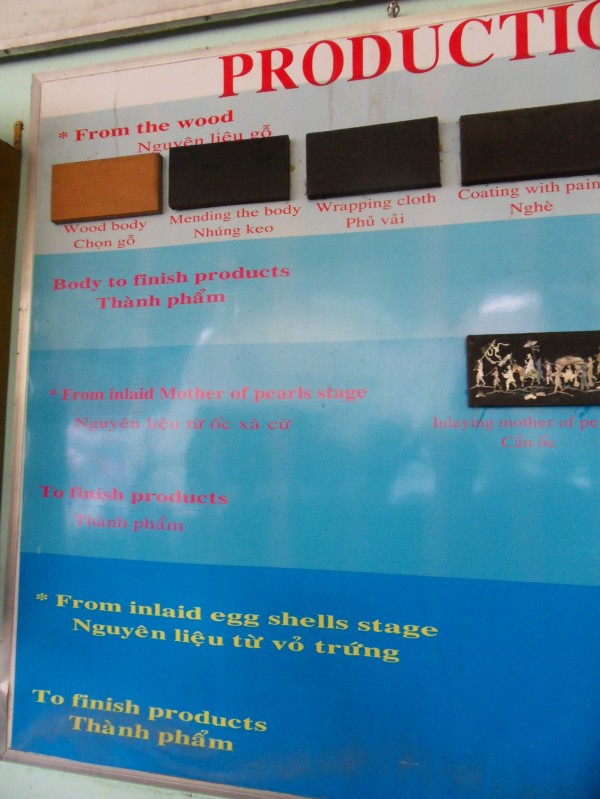 PRODUCTIO
* From the wood
Nguyên liệu gỗ
Wood body
Chọn gỗ
Mending the body
Nhúng keo
Wrapping cloth
Phủ vải
Coating with pain
Nghè
Body to finish products
Thành phẩm
* From inlaid Mother of pearls stage
Nguyên liệu từ ốc xà cừ
Inlaying mother of pe
Cẩn ốc
To finish products
Thành phẩm
* From inlaid egg shells stage
Nguyên liệu từ vỏ trứng
To finish products
Thành phẩm